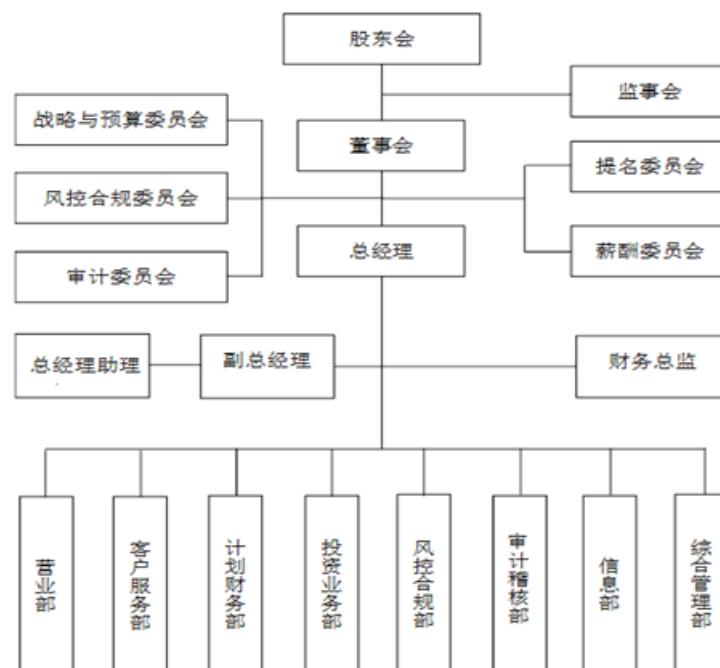 股东会
监事会
战略与预算委员会
董事会
提名委员会
风控合规委员会
总经理
薪酬委员会
审计委员会
总经理助理
副总经理
财务总监
营业部
客户服务部
计划财务部
投资业务部
风控合规部
审计稽核部
信息部
综合管理部